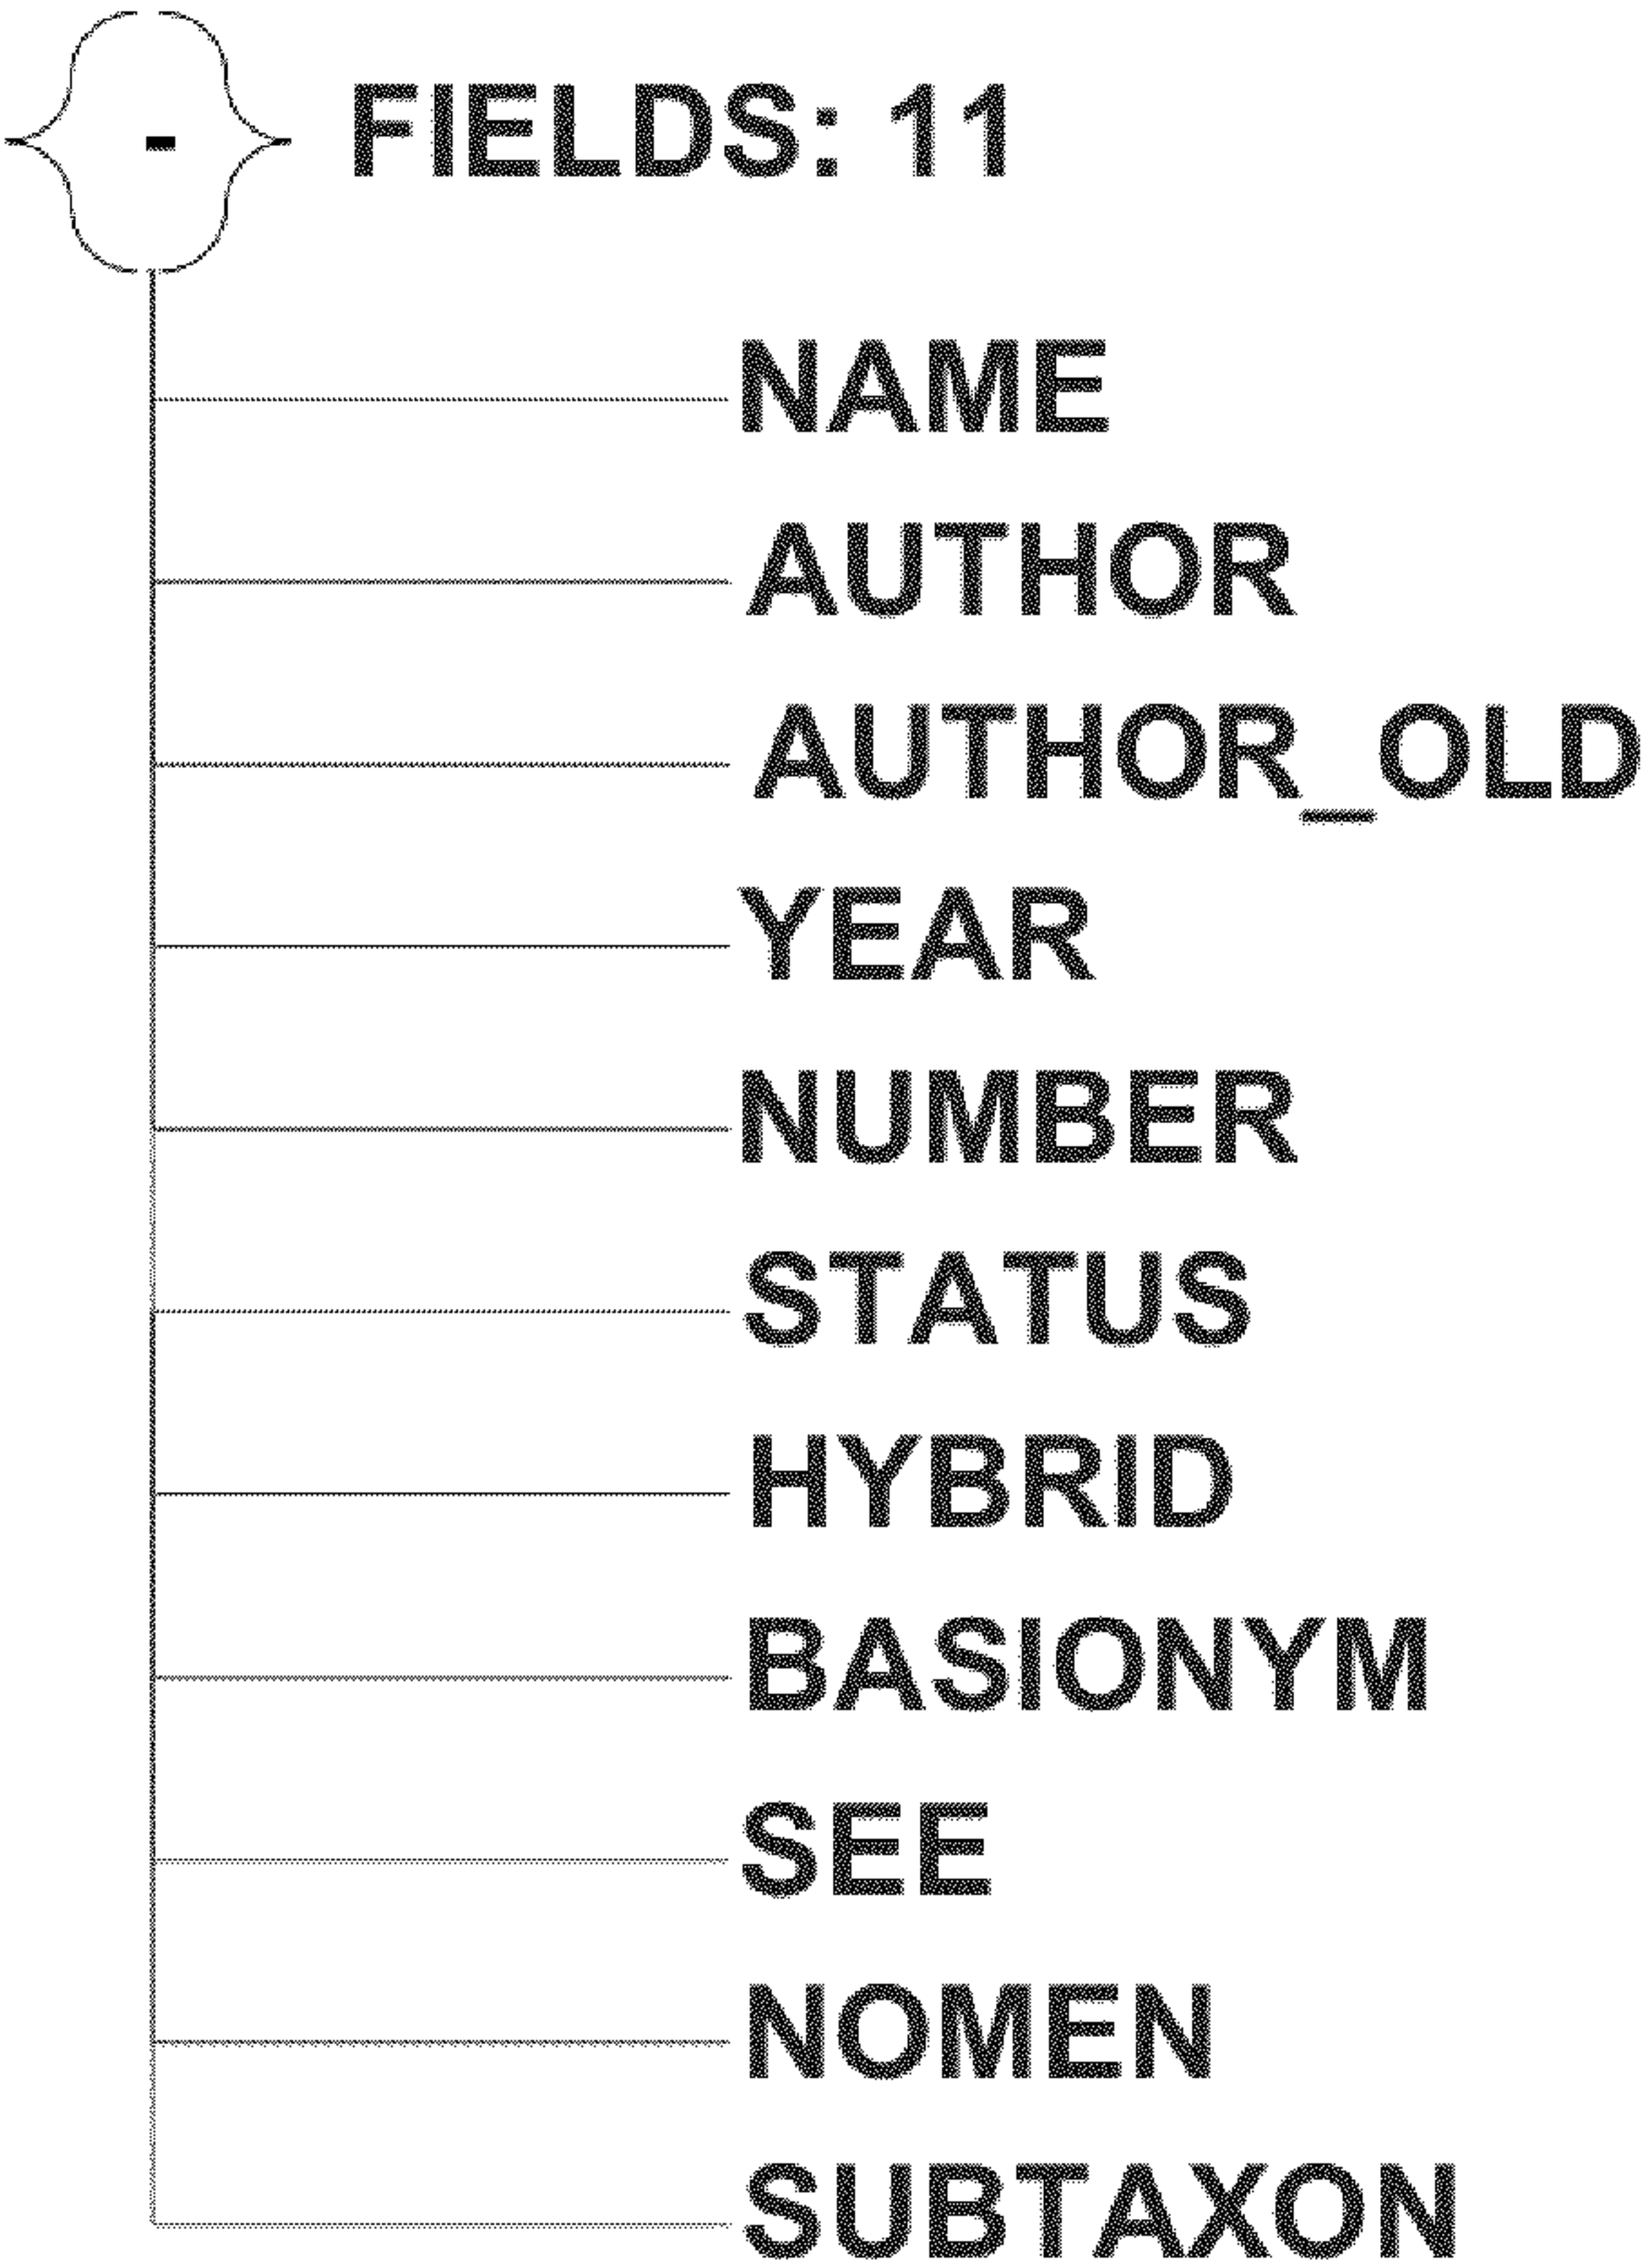 - FIELDS: 11
NAME
AUTHOR
AUTHOR_OLD
YEAR
NUMBER
STATUS
HYBRID
BASIONYM
SEE
NOMEN
SUBTAXON